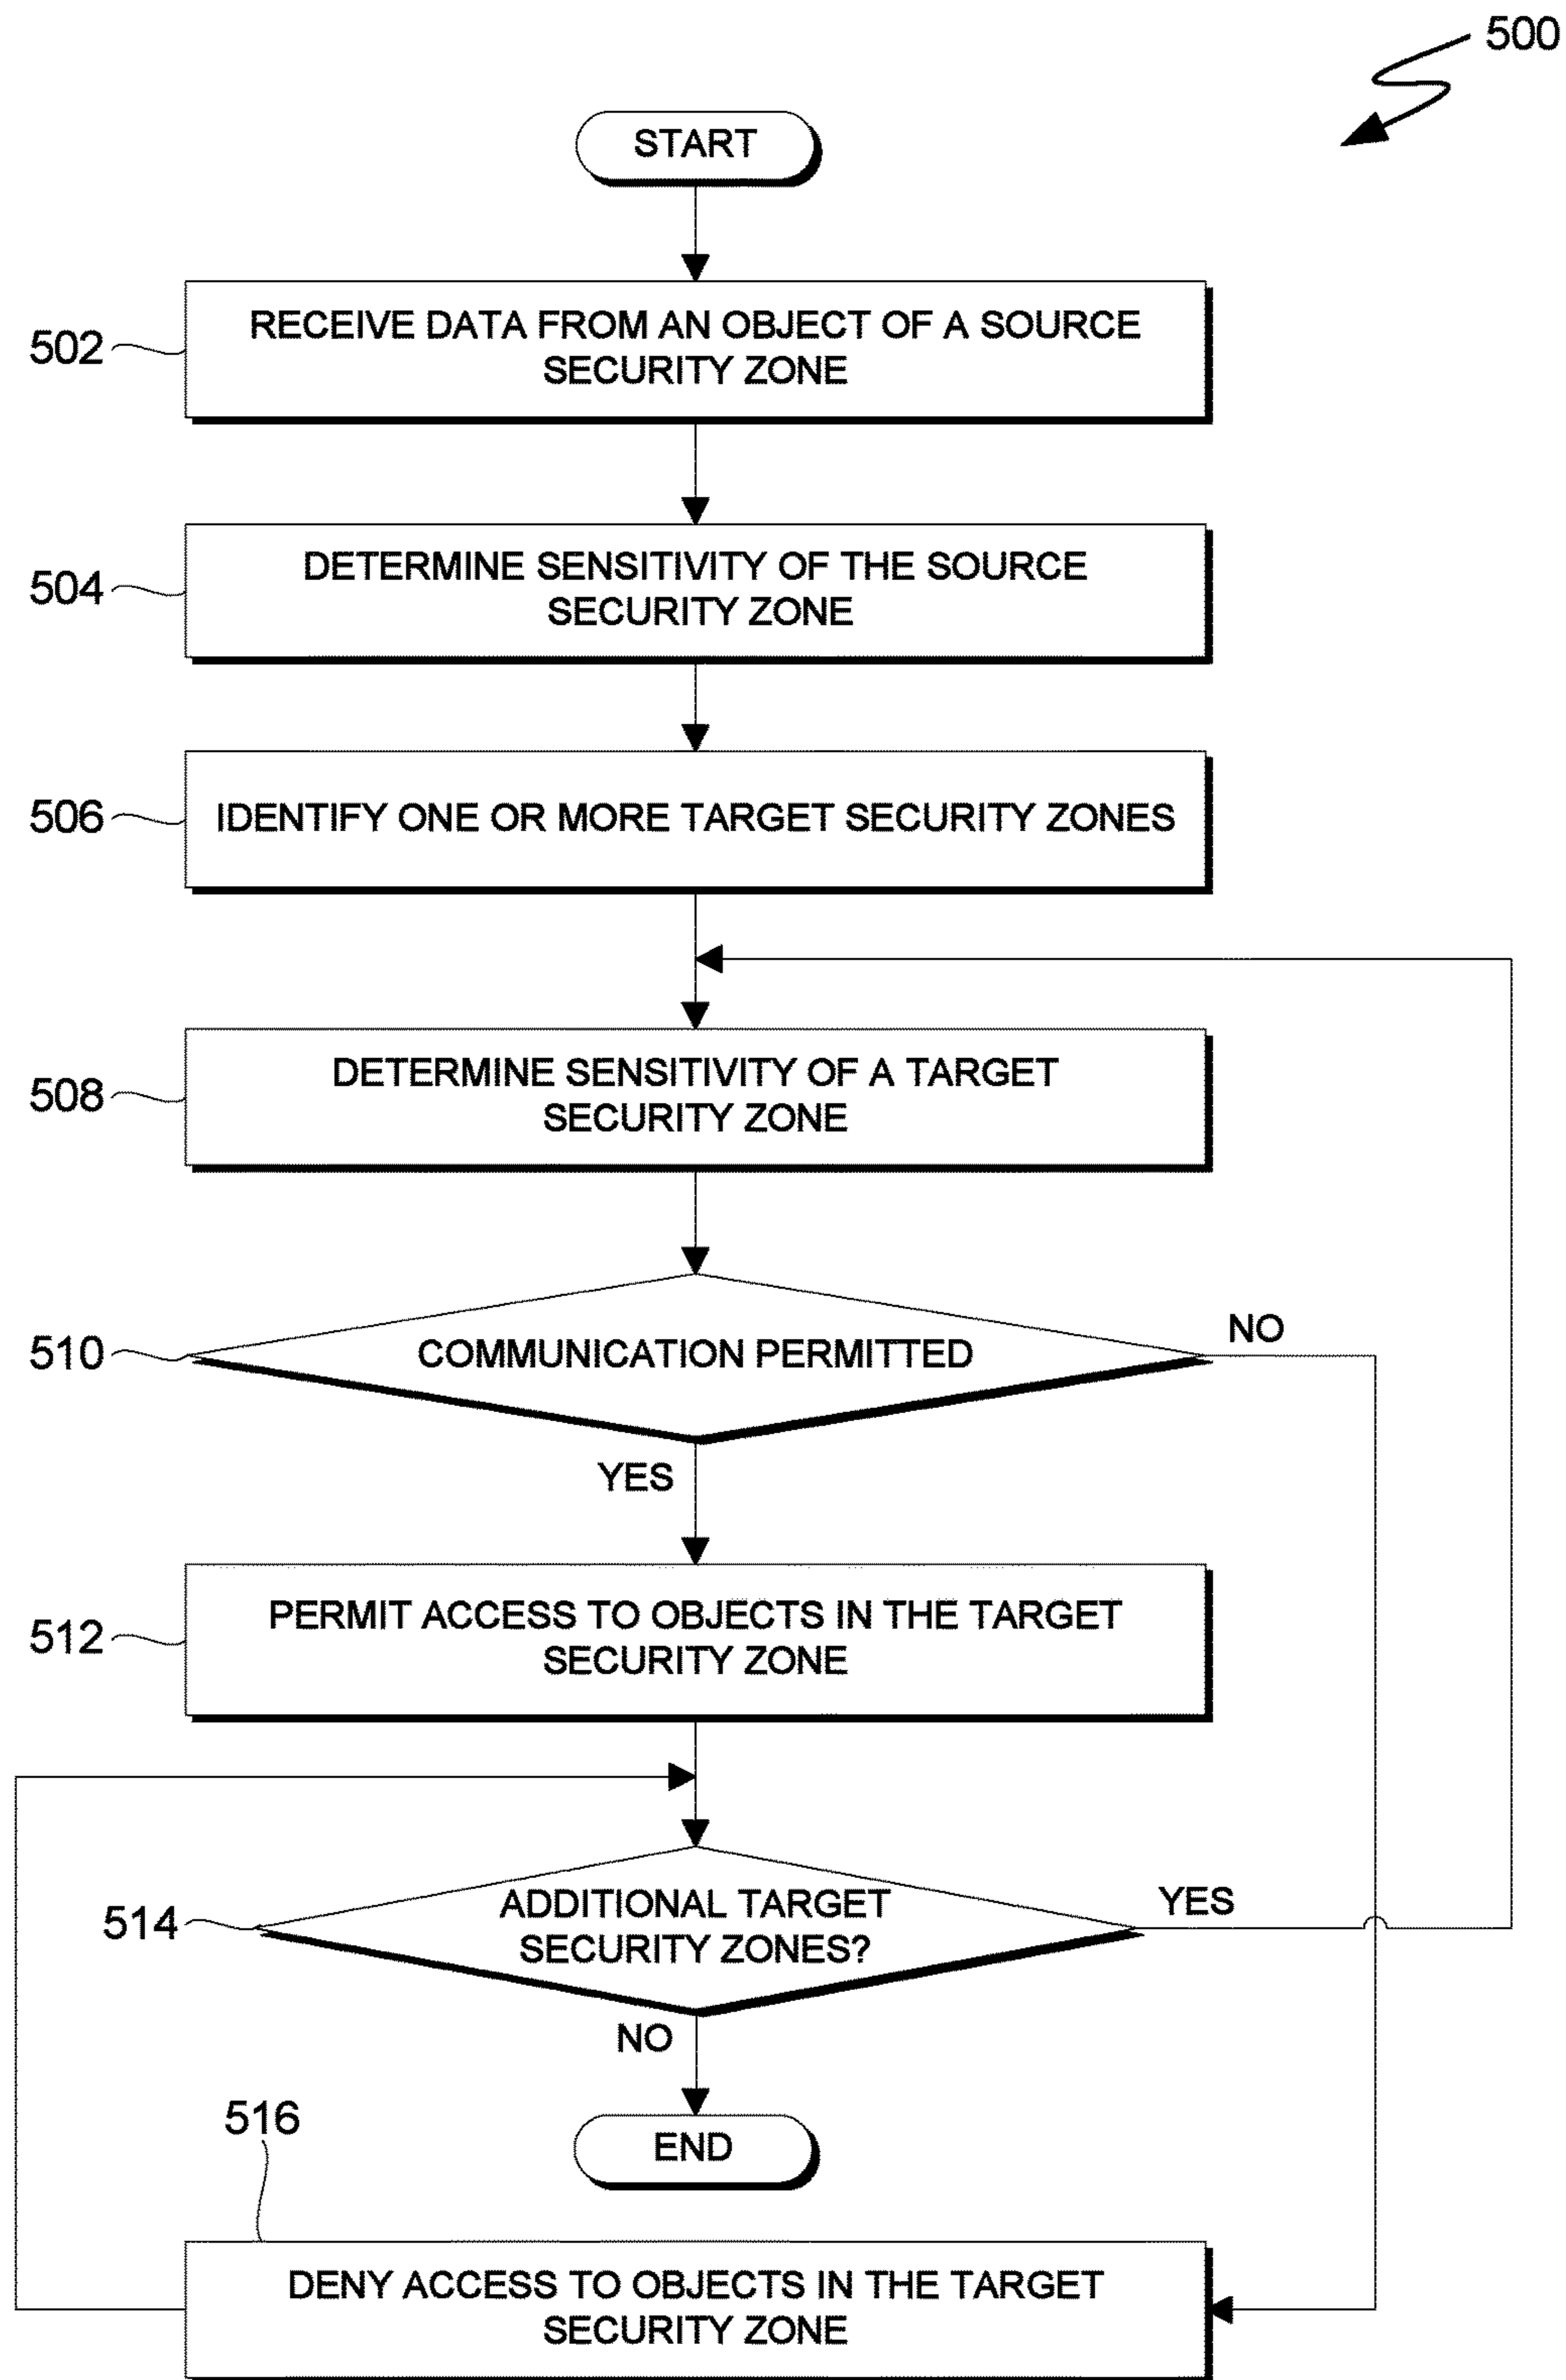 500
START
502
RECEIVE DATA FROM AN OBJECT OF A SOURCE
SECURITY ZONE
504
DETERMINE SENSITIVITY OF THE SOURCE
SECURITY ZONE
506
IDENTIFY ONE OR MORE TARGET SECURITY ZONES
508
DETERMINE SENSITIVITY OF A TARGET
SECURITY ZONE
510
COMMUNICATION PERMITTED
NO
YES
512
PERMIT ACCESS TO OBJECTS IN THE TARGET
SECURITY ZONE
514
ADDITIONAL TARGET
SECURITY ZONES?
YES
NO
END
516
DENY ACCESS TO OBJECTS IN THE TARGET
SECURITY ZONE